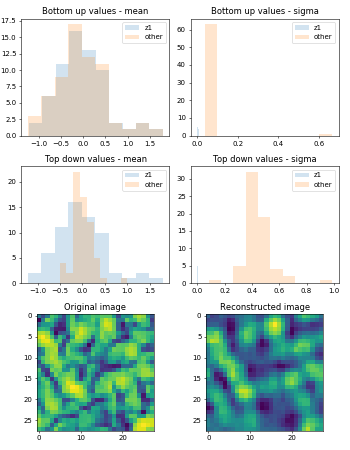 Bottom up values - mean
Bottom up values - sigma
17.5
15.0
12.5
10.0
7.5
5.0
2.5
0.0
z1
other
−1.0 −0.5 0.0 0.5 1.0 1.5
60
50
40
30
20
10
0
z1
other
0.0 0.2 0.4 0.6
Top down values - mean
Top down values - sigma
20
15
10
5
0
z1
other
−1.0 −0.5 0.0 0.5 1.0 1.5
30
25
20
15
10
5
0
z1
other
0.0 0.2 0.4 0.6 0.8 1.0
Original image
Reconstructed image
0
5
10
15
20
25
0 20
0
5
10
15
20
25
0 20